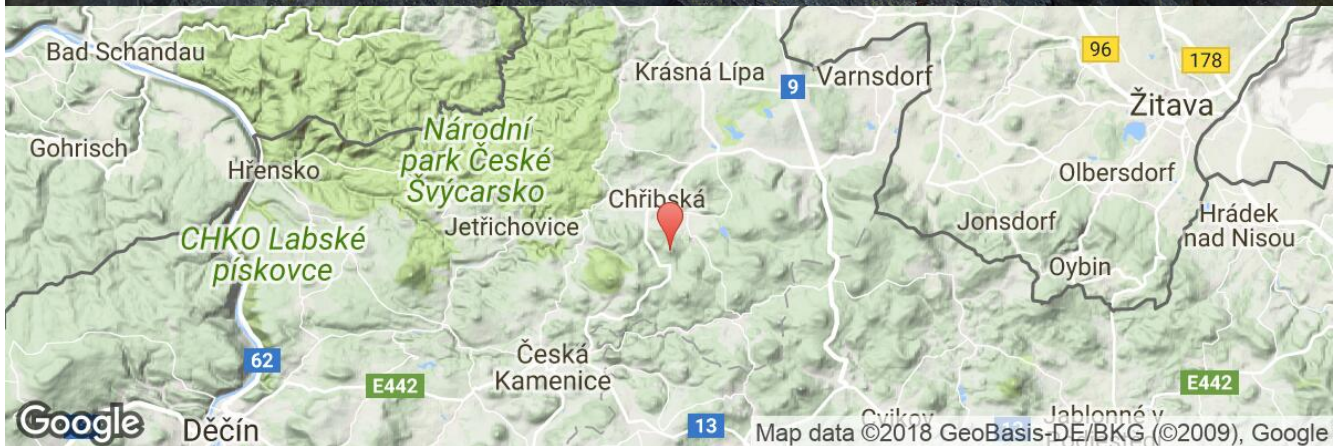 Bad Schandau
Krásná Lípa
9
Varnsdorf
96
178
Žitava
Gohrisch
Hřensko
Národní
park České
Švýcarsko
Chřibská
Olbersdorf
Jetřichovice
CHKO Labské
pískovce
Jonsdorf
Hrádek
nad Nisou
Oybin
62
Česká
Kamenice
E442
E442
Google
Děčín
13
Cvikov
Jablonné v
Map data ©2018 GeoBasis-DE/BKG (©2009), Google